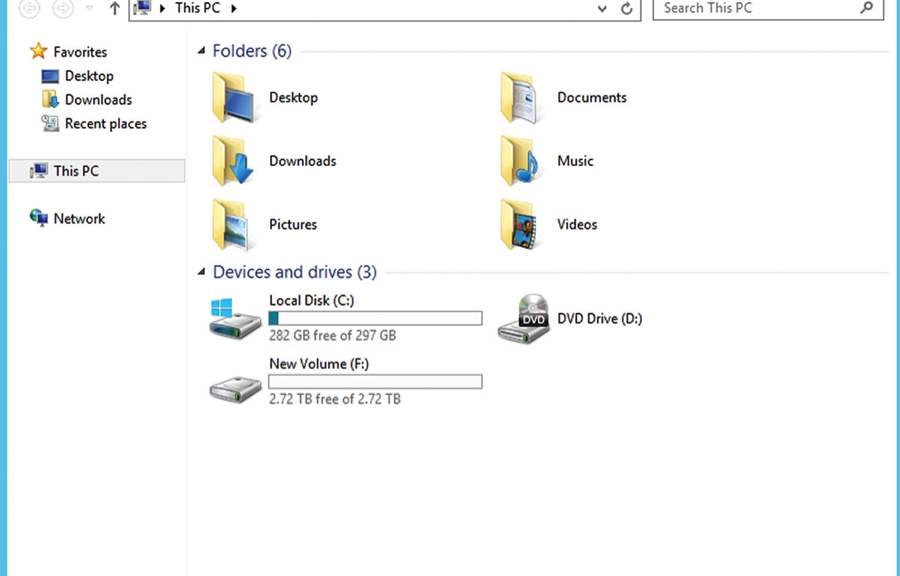 This PC
Search This PC
Favorites
Desktop
Downloads
Recent places
This PC
Network
Folders (6)
Desktop
Documents
Downloads
Music
Pictures
Videos
Devices and drives (3)
Local Disk (C:)
282 GB free of 297 GB
DVD
DVD Drive (D:)
New Volume (F:)
2.72 TB free of 2.72 TB